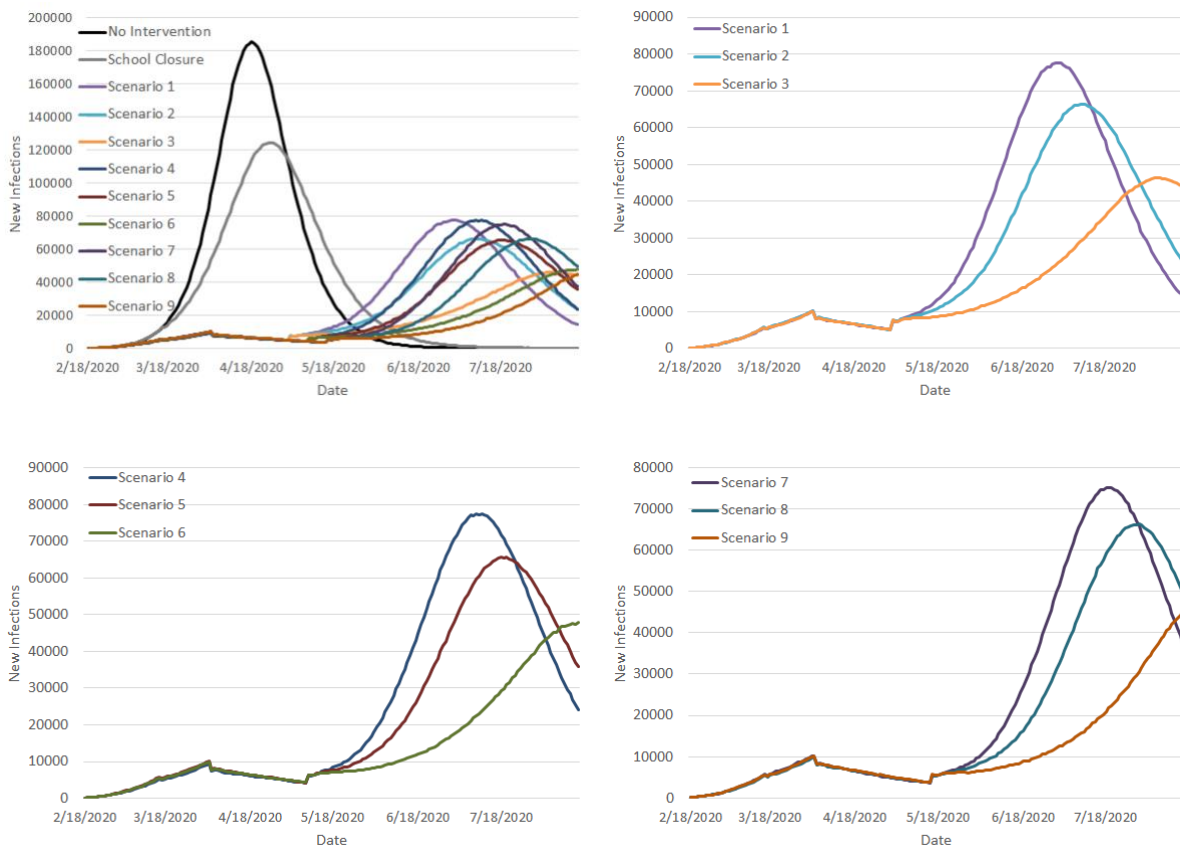 200000
180000
160000
140000
120000
100000
80000
60000
40000
20000
0
New Infections
No Intervention
School Closure
Scenario 1
Scenario 2
Scenario 3
Scenario 4
Scenario 5
Scenario 6
Scenario 7
Scenario 8
Scenario 9
2/18/2020 3/18/2020 4/18/2020 5/18/2020 6/18/2020 7/18/2020
Date
90000
80000
70000
60000
50000
40000
30000
20000
10000
0
New Infections
Scenario 1
Scenario 2
Scenario 3
2/18/2020 3/18/2020 4/18/2020 5/18/2020 6/18/2020 7/18/2020
Date
90000
80000
70000
60000
50000
40000
30000
20000
10000
0
New Infections
Scenario 4
Scenario 5
Scenario 6
2/18/2020 3/18/2020 4/18/2020 5/18/2020 6/18/2020 7/18/2020
Date
80000
70000
60000
50000
40000
30000
20000
10000
0
New Infections
Scenario 7
Scenario 8
Scenario 9
2/18/2020 3/18/2020 4/18/2020 5/18/2020 6/18/2020 7/18/2020
Date